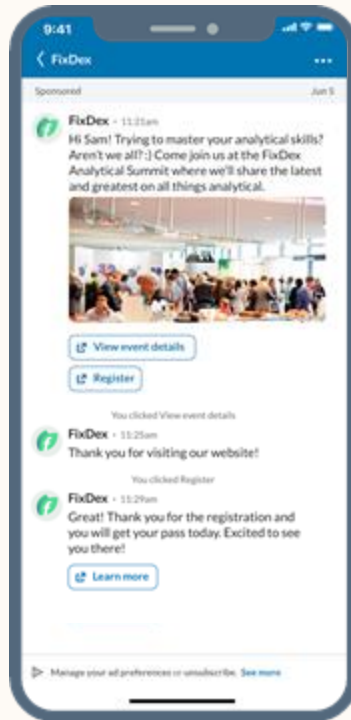 9:41
FixDex
Sponsored Jun 5
FixDex • 11:21am
Hi Sam! Trying to master your analytical skills?
Aren't we all? :) Come join us at the FixDex
Analytical Summit where we'll share the latest
and greatest on all things analytical.
View event details
Register
You clicked View event details
FixDex • 11:25am
Thank you for visiting our website!
You clicked Register
FixDex • 11:29am
Great! Thank you for the registration and
you will get your pass today. Excited to see
you there!
Learn more
Manage your ad preferences or unsubscribe. See more